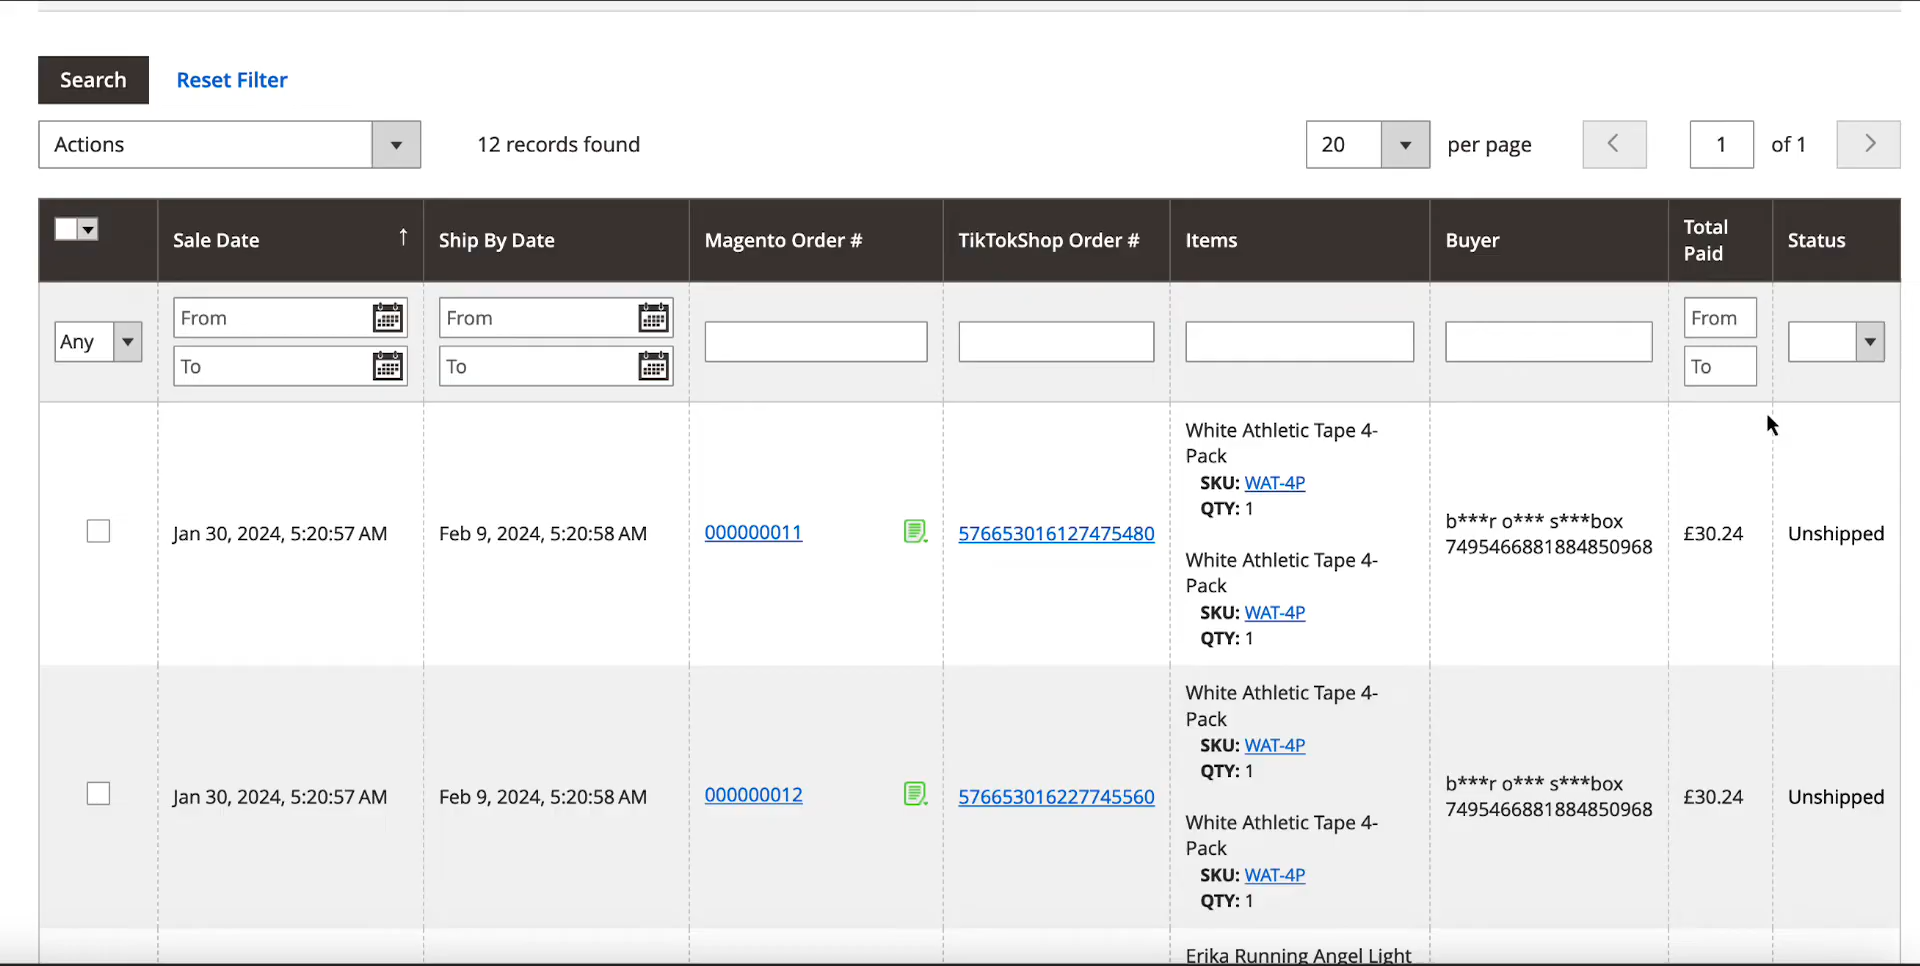 Search
Reset Filter
Actions
12 records found
20
per page
1
of 1
Sale Date
Ship By Date
Magento Order #
TikTokShop Order #
Items
Buyer
Total
Paid
Status
Any
From
To
From
To
From
To
Jan 30, 2024, 5:20:57 AM
Feb 9, 2024, 5:20:58 AM
000000011
576653016127475480
White Athletic Tape 4-
Pack
SKU: WAT-4P
QTY: 1
White Athletic Tape 4-
Pack
SKU: WAT-4P
QTY: 1
b***r o*** s***box
7495466881884850968
£30.24
Unshipped
Jan 30, 2024, 5:20:57 AM
Feb 9, 2024, 5:20:58 AM
000000012
576653016227745560
White Athletic Tape 4-
Pack
SKU: WAT-4P
QTY: 1
White Athletic Tape 4-
Pack
SKU: WAT-4P
QTY: 1
b***r o*** s***box
7495466881884850968
£30.24
Unshipped
Erika Running Angel Light